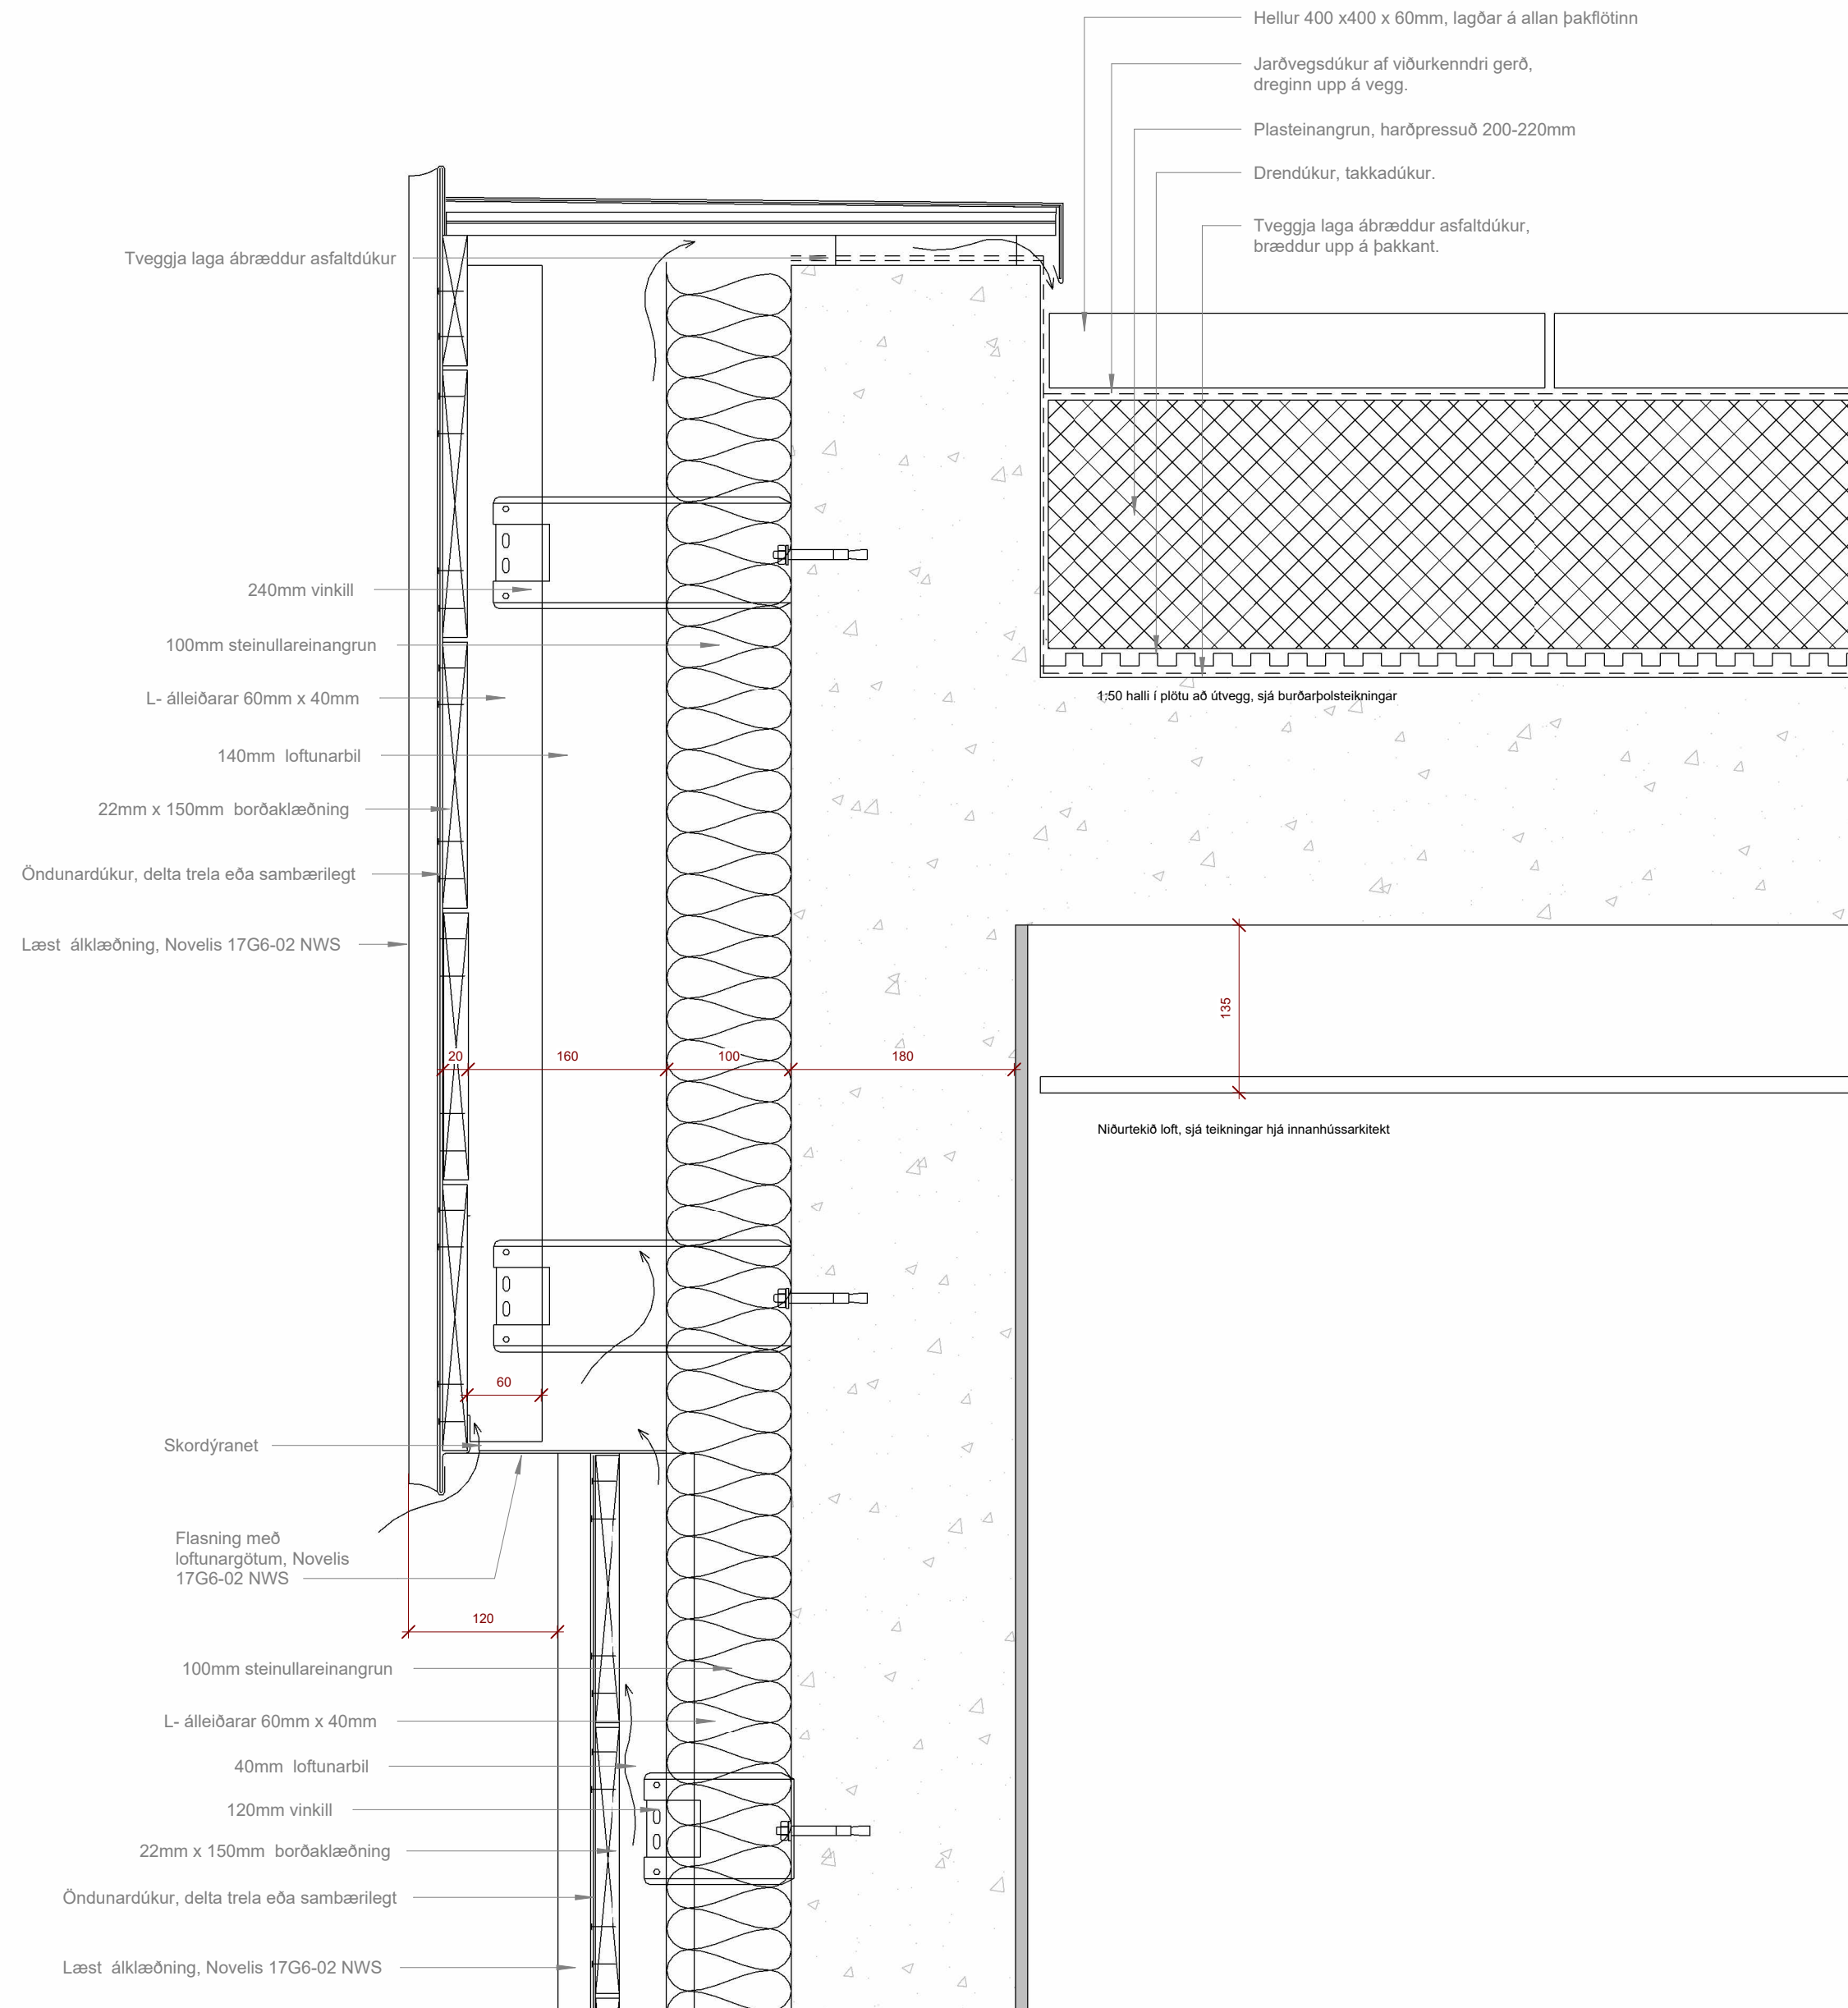 Hellur 400 x400 x 60mm, lagðar á allan þakflötinn
Jarðvegsdúkur af viðurkenndri gerð,
dreginn upp á vegg.
Plasteinangrun, harðpressuð 200-220mm
Drendúkur, takkadúkur.
Tveggja laga ábræddur asfaltdúkur,
bræddur upp á þakkant.
Tveggja laga ábræddur asfaltdúkur
240mm vinkill
100mm steinullareinangrun
L- álleiðarar 60mm x 40mm
1:50 halli í plötu að útvegg, sjá burðarþolsteikningar
140mm  loftunarbil
22mm x 150mm  borðaklæðning
Öndunardúkur, delta trela eða sambærilegt
Læst  álklæðning, Novelis 17G6-02 NWS
135
20
160
100
180
Niðurtekið loft, sjá teikningar hjá innanhússarkitekt
60
Skordýranet
Flasning með
loftunargötum, Novelis
17G6-02 NWS
120
100mm steinullareinangrun
L- álleiðarar 60mm x 40mm
40mm  loftunarbil
120mm vinkill
22mm x 150mm  borðaklæðning
Öndunardúkur, delta trela eða sambærilegt
Læst  álklæðning, Novelis 17G6-02 NWS